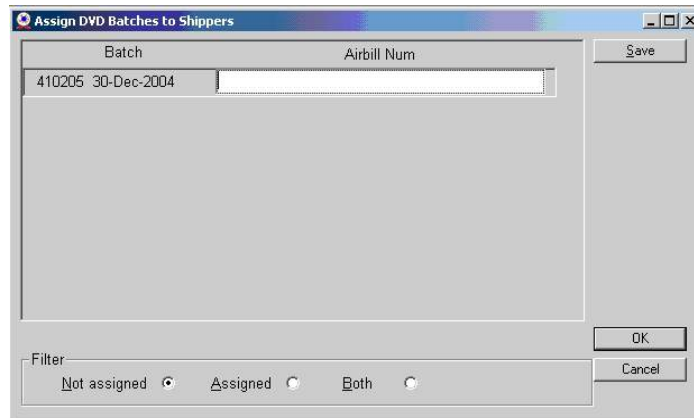 Assign DVD Batches to Shippers
Batch Airbill Num
Save
410205 30-Dec-2004
OK
Filter
Cancel
Not assigned Assigned Both